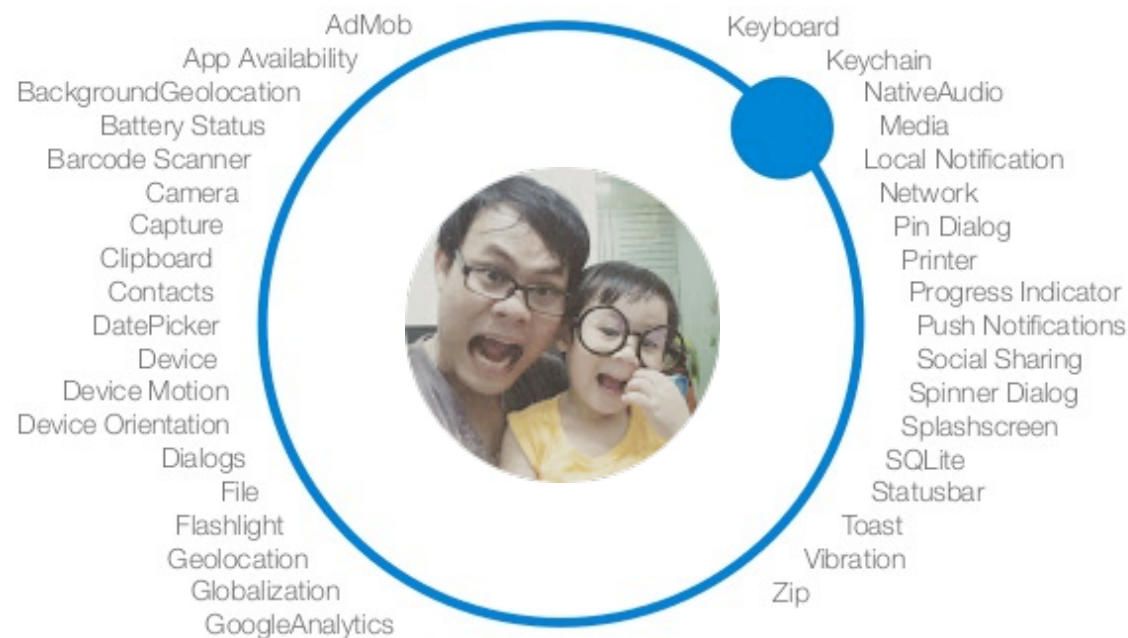 AdMob
App Availability
BackgroundGeolocation
Battery Status
Barcode Scanner
Camera
Capture
Clipboard
Contacts
DatePicker
Device
Device Motion
Device Orientation
Dialogs
File
Flashlight
Geolocation
Globalization
GoogleAnalytics
Keyboard
Keychain
NativeAudio
Media
Local Notification
Network
Pin Dialog
Printer
Progress Indicator
Push Notifications
Social Sharing
Spinner Dialog
Splashscreen
SQLite
Statusbar
Toast
Vibration
Zip